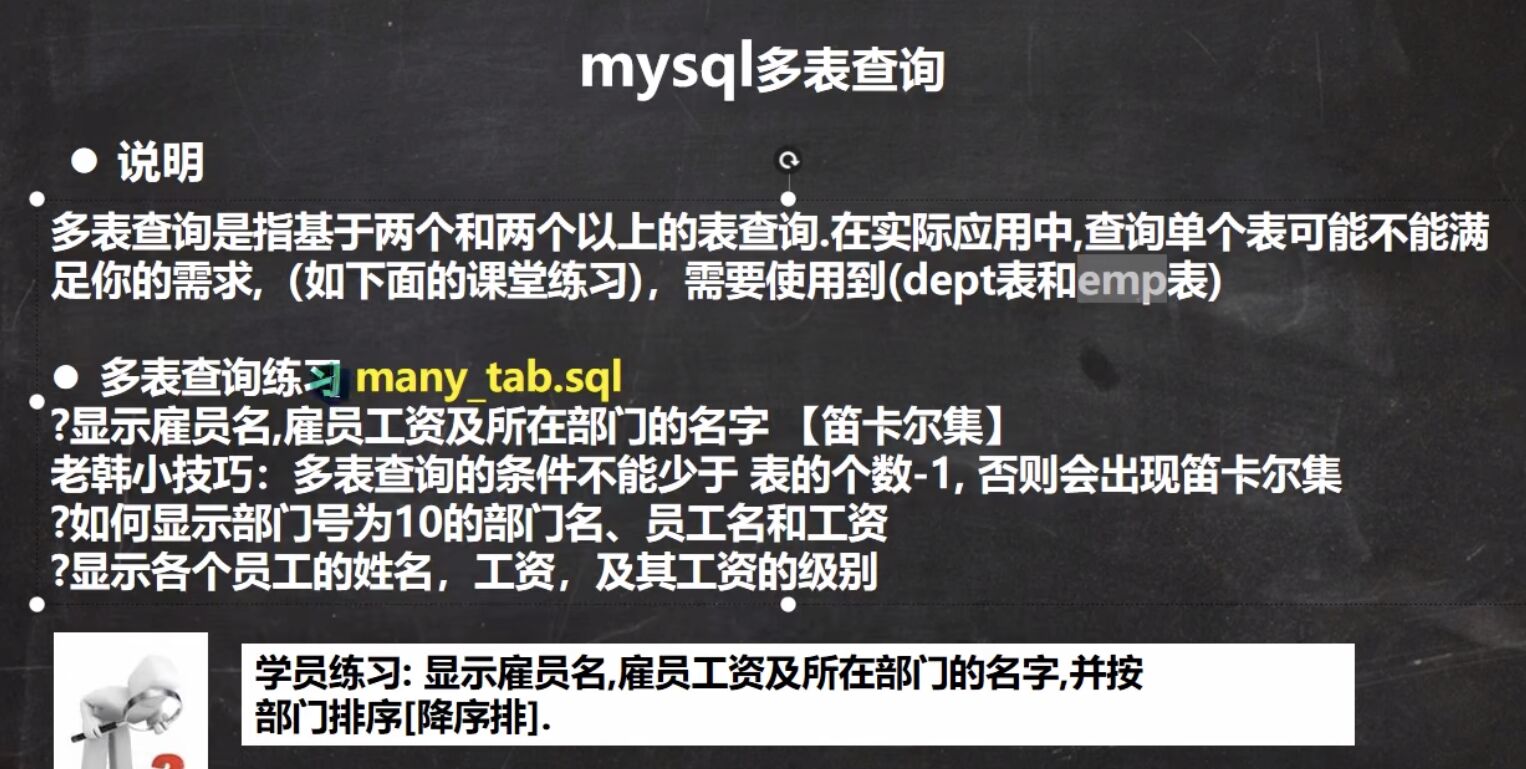 mysql多表查询
● 说明
多表查询是指基于两个和两个以上的表查询.在实际应用中,查询单个表可能不能满
足你的需求,（如下面的课堂练习），需要使用到(dept表和emp表)
● 多表查询练习 many_tab.sql
?显示雇员名,雇员工资及所在部门的名字 【笛卡尔集】
老韩小技巧：多表查询的条件不能少于 表的个数-1, 否则会出现笛卡尔集
?如何显示部门号为10的部门名、员工名和工资
?显示各个员工的姓名，工资，及其工资的级别
学员练习: 显示雇员名,雇员工资及所在部门的名字,并按
部门排序[降序排].